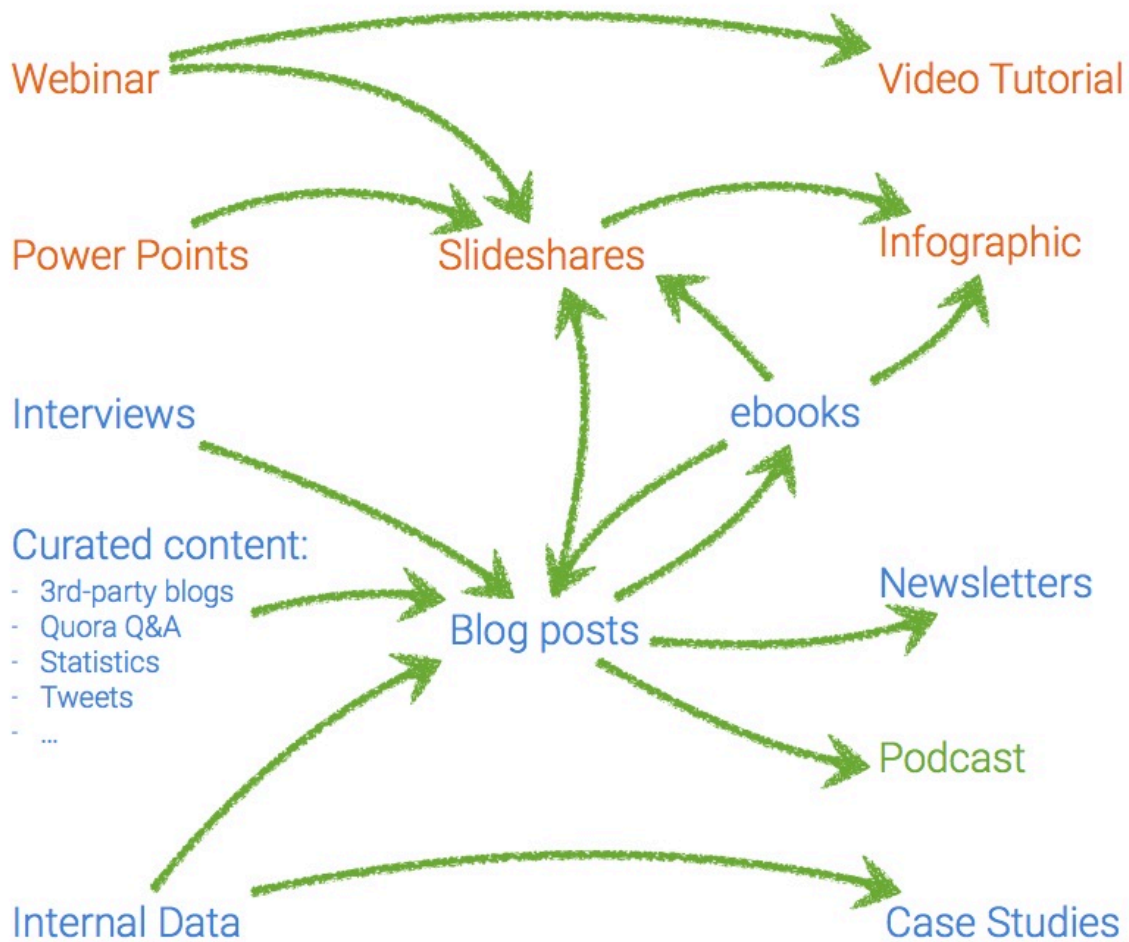 Webinar
Video Tutorial
Power Points
Slideshares
Infographic
Interviews
ebooks
Curated content:
- 3rd-party blogs
- Quora Q&A
- Statistics
- Tweets
- ...
Blog posts
Newsletters
Podcast
Internal Data
Case Studies